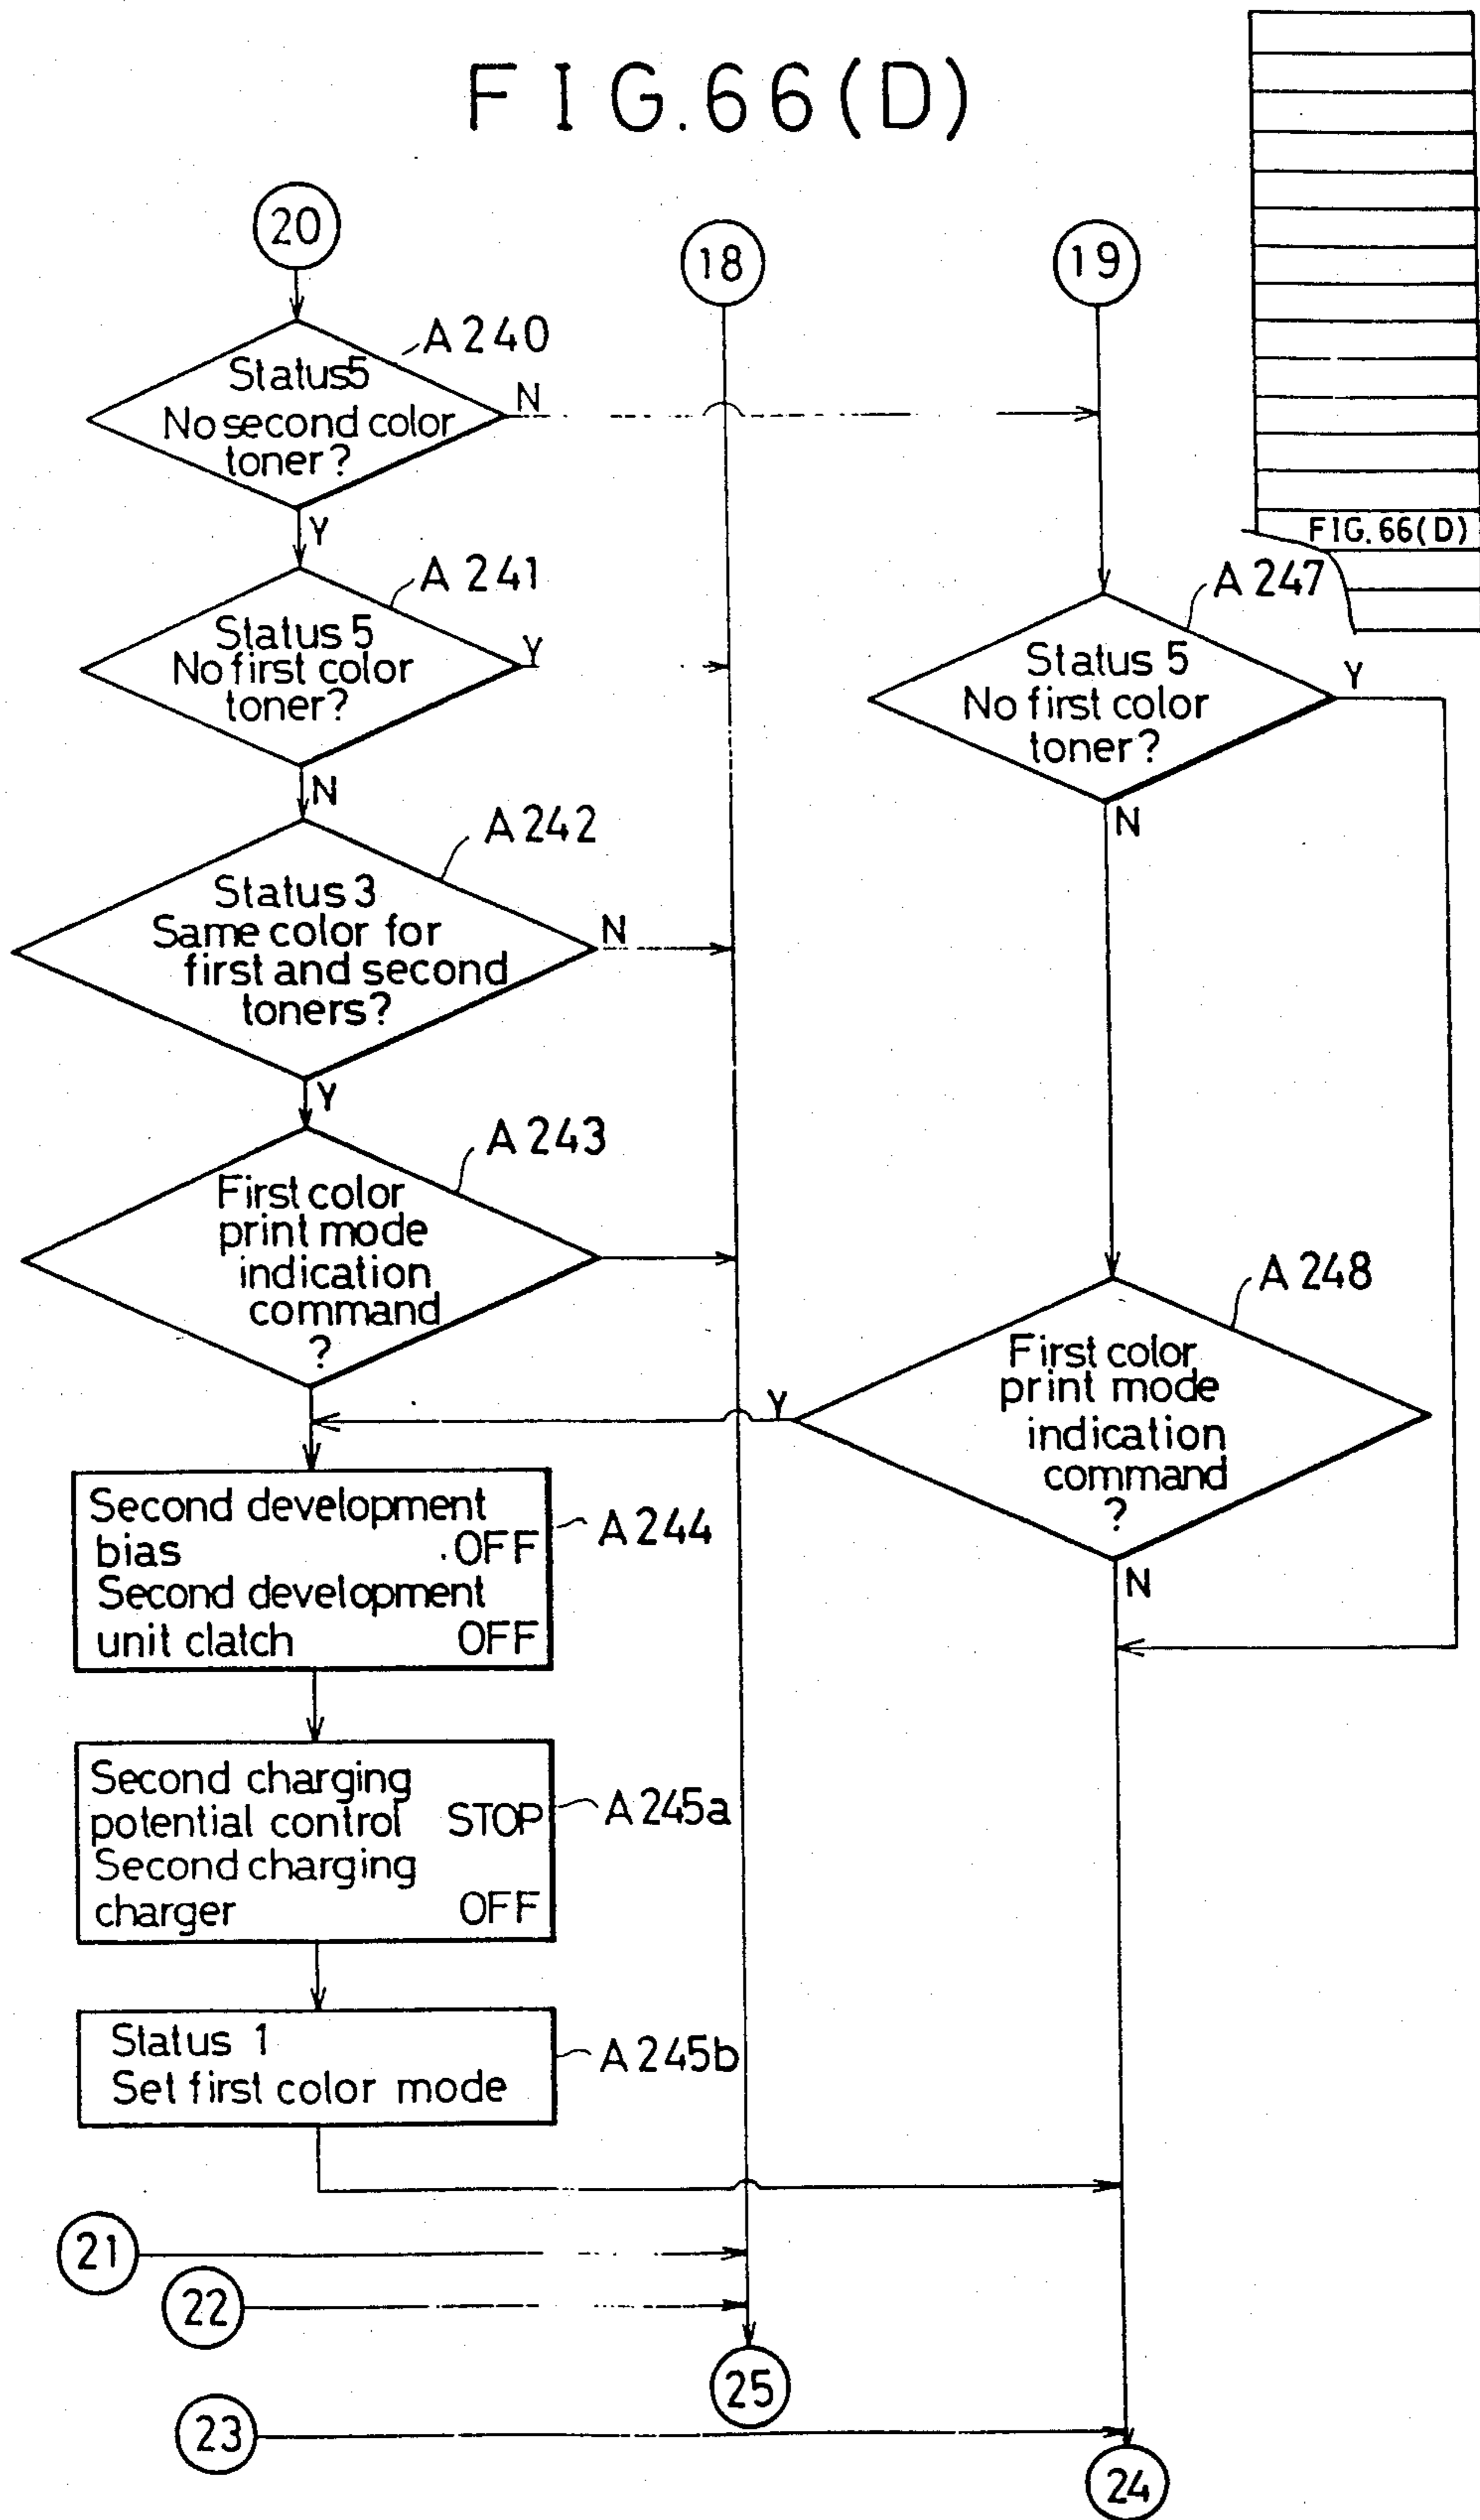 FIG.66(D)
20
18
19
A240
Status5
No second color
toner?
N
Y
FIG.66(D)
A241
Status 5
No first color
toner?
Y
N
A247
Status 5
No first color
toner?
Y
N
A242
Status 3
Same color for
first and second
toners?
N
Y
A243
First color
print mode
indication
command
?
A248
First color
print mode
indication
command
?
Y
N
Second development
bias .OFF
Second development
unit clatch OFF
A244
Second charging
potential control STOP
Second charging
charger OFF
A245a
Status 1
Set first color mode
A245b
21
22
25
23
24